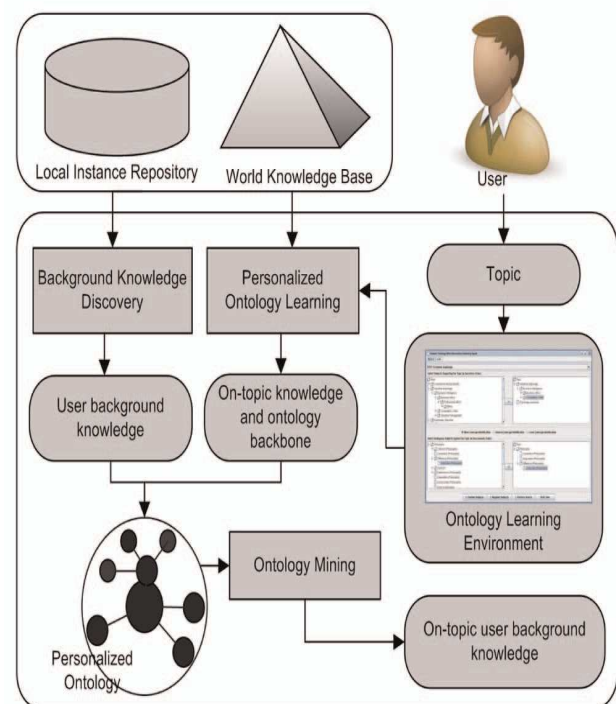 Local Instance Repository
World Knowledge Base
User
Background Knowledge
Discovery
Personalized
Ontology Learning
Topic
User background
knowledge
On-topic knowledge
and ontology
backbone
Ontology Learning
Environment
Personalized
Ontology
Ontology Mining
On-topic user background
knowledge